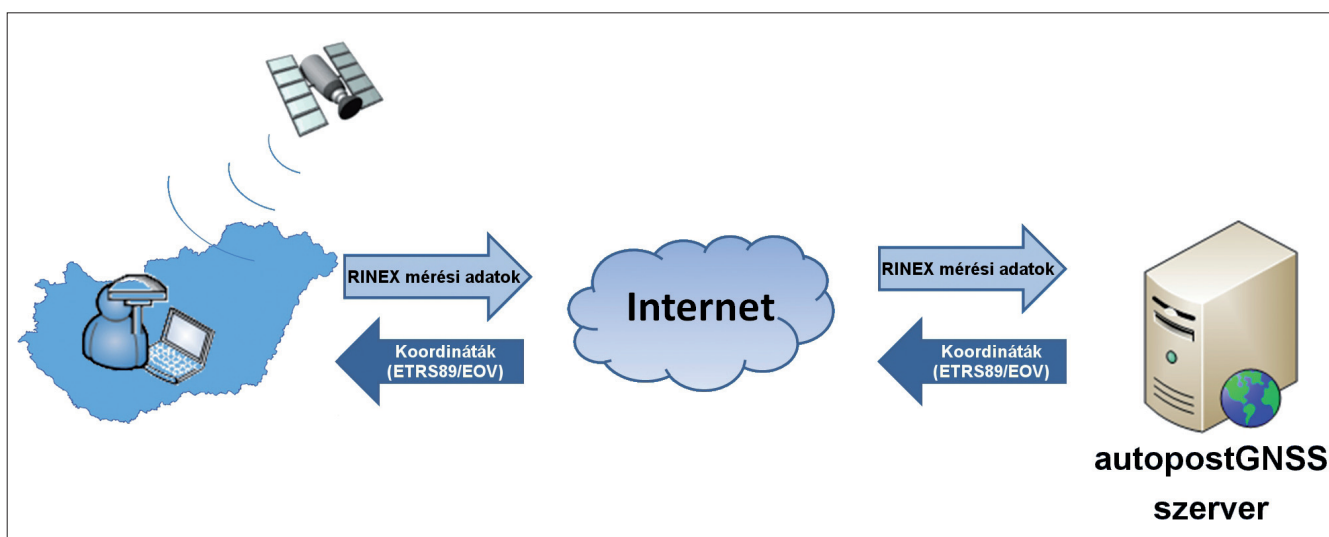 RINEX mérési adatok
Koordináták
(ETRS89/EOV)
Internet
RINEX mérési adatok
Koordináták
(ETRS89/EOV)
autopostGNSS
szerver